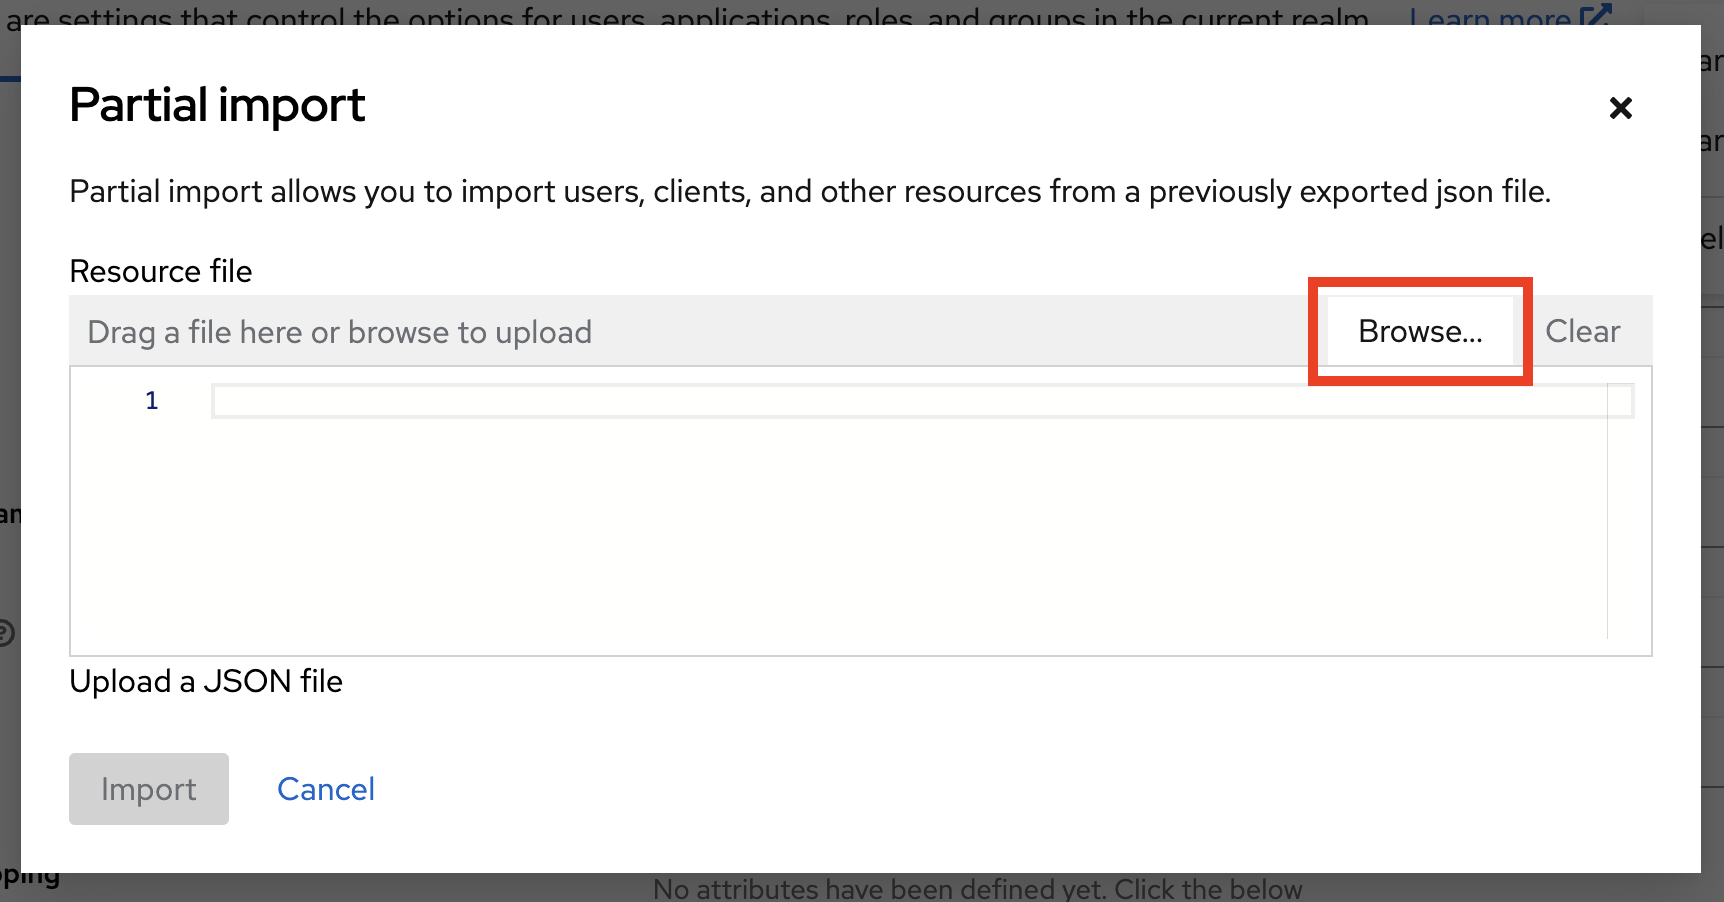 are settings that control the options for users, applications, roles, and groups in the current realm. Learn more
Partial import
Partial import allows you to import users, clients, and other resources from a previously exported json file.
Resource file
Drag a file here or browse to upload
Browse...
Clear
1
Upload a JSON file
Import
Cancel
No attributes have been defined yet. Click the below